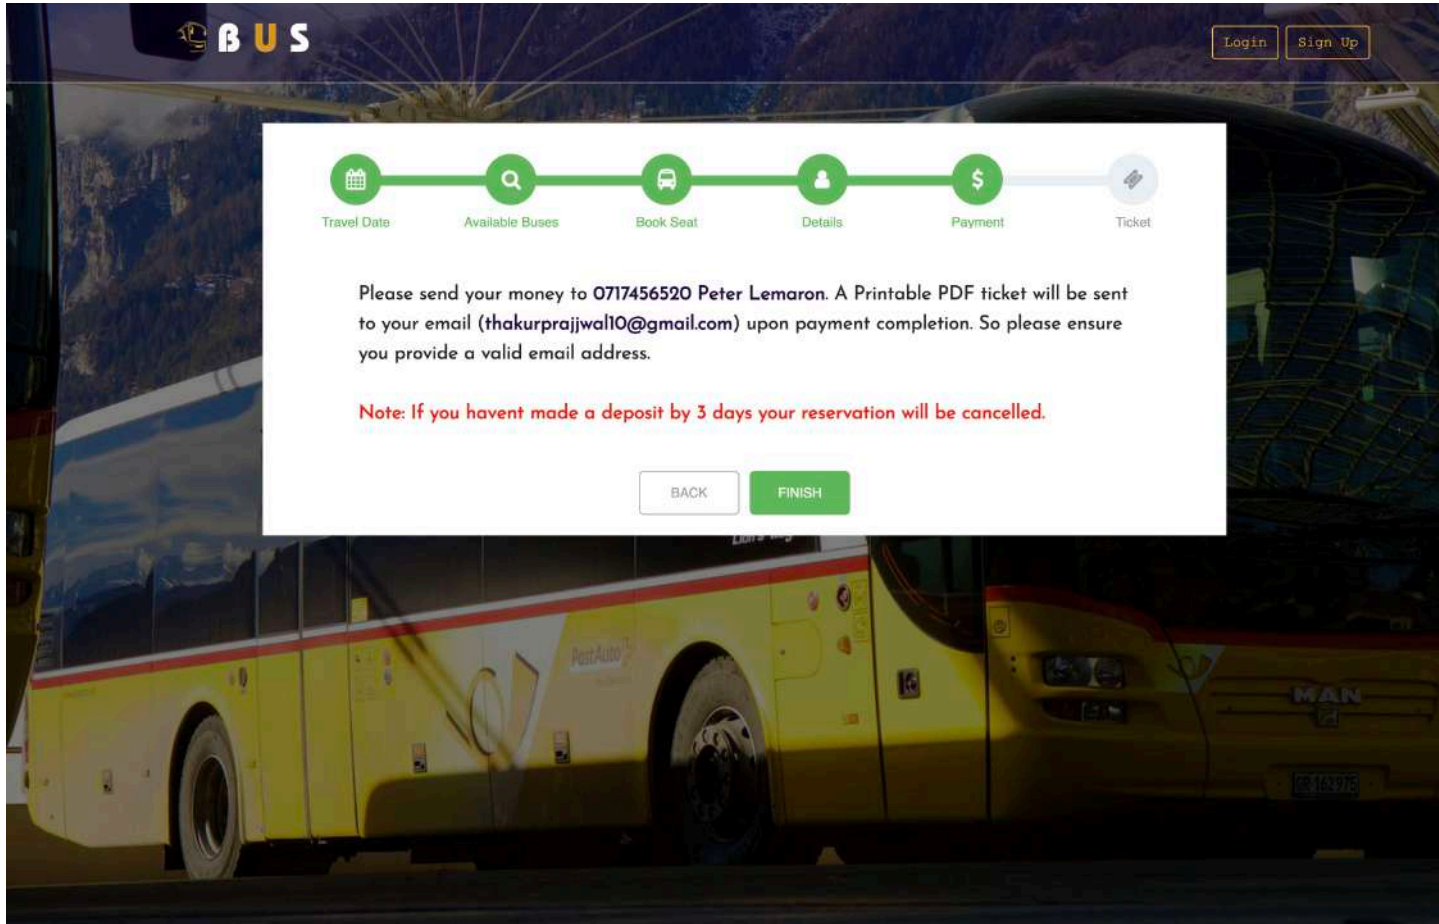 BUS
Login Sign Up
Travel Date Available Buses Book Seat Details Payment Ticket
Please send your money to 0717456520 Peter Lemaron. A Printable PDF ticket will be sent
to your email (thakurprajjwal10@gmail.com) upon payment completion. So please ensure
you provide a valid email address.
Note: If you havent made a deposit by 3 days your reservation will be cancelled.
BACK FINISH
PostAuto
MAN
GR 162975